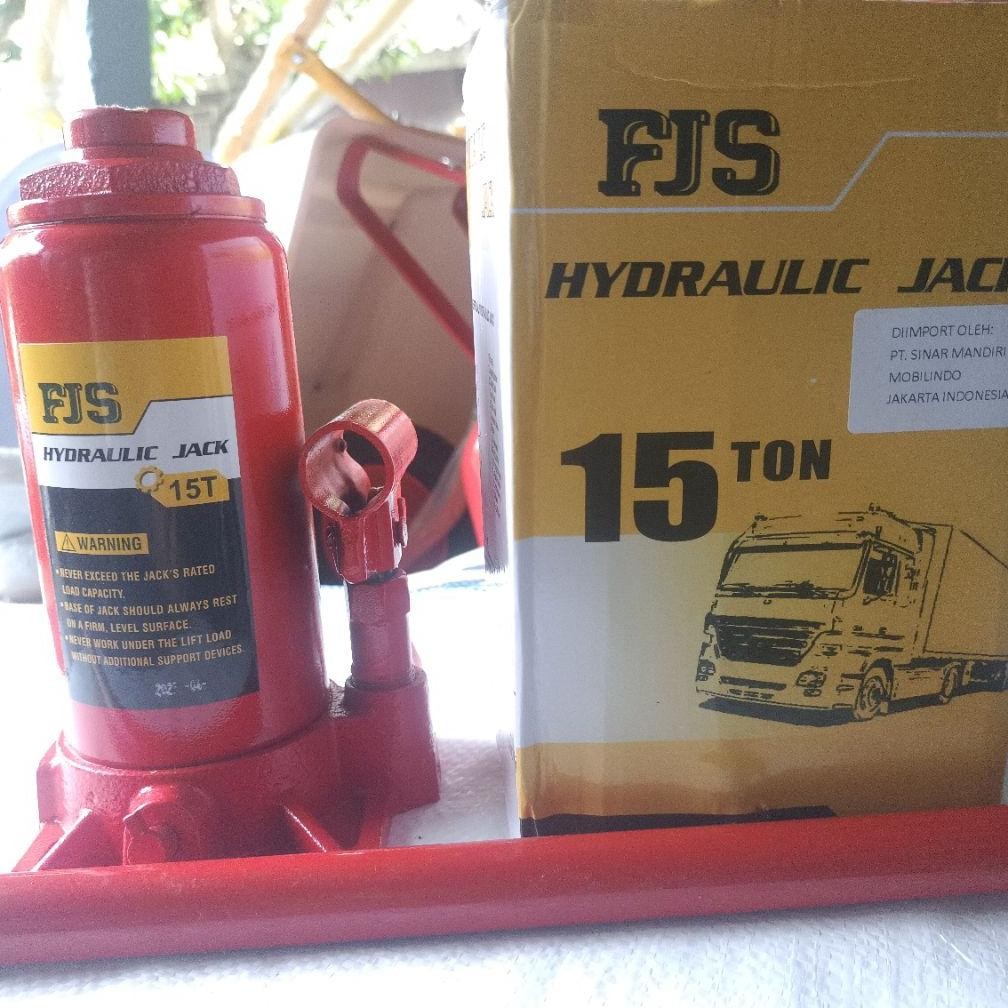 FJS
HYDRAULIC JACK
15T
WARNING
•NEVER EXCEED THE JACK'S RATED
LOAD CAPACITY.
•BASE OF JACK SHOULD ALWAYS REST
ON A FIRM, LEVEL SURFACE.
•NEVER WORK UNDER THE LIFT LOAD
WITHOUT ADDITIONAL SUPPORT DEVICES
FJS
HYDRAULIC JACK
DIIMPORT OLEH:
PT. SINAR MANDIRI
MOBILINDO
JAKARTA INDONESIA
15 TON